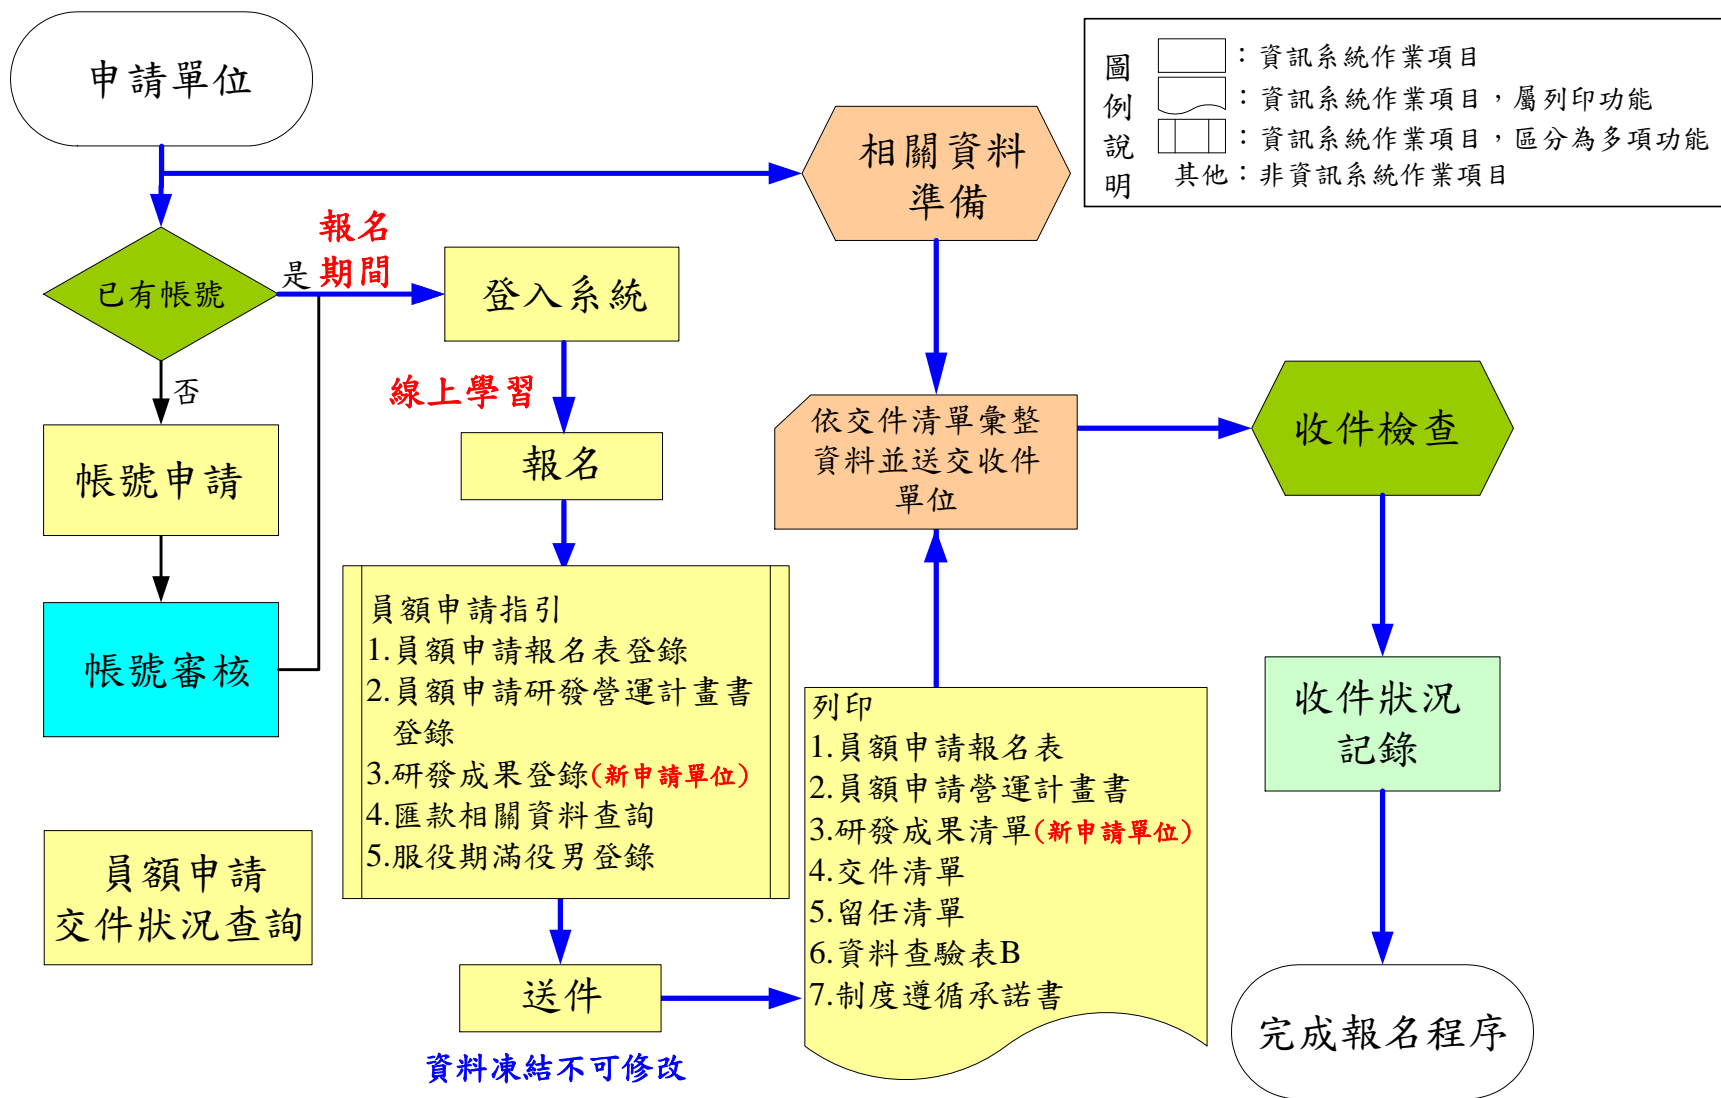 申請單位
圖例說明
：資訊系統作業項目
：資訊系統作業項目，屬列印功能
：資訊系統作業項目，區分為多項功能
其他：非資訊系統作業項目
相關資料
準備
已有帳號
是
報名
期間
登入系統
否
線上學習
帳號申請
報名
依交件清單彙整
資料並送交收件
單位
收件檢查
帳號審核
員額申請指引
1.員額申請報名表登錄
2.員額申請研發營運計畫書
登錄
3.研發成果登錄(新申請單位)
4.匯款相關資料查詢
5.服役期滿役男登錄
列印
1.員額申請報名表
2.員額申請營運計畫書
3.研發成果清單(新申請單位)
4.交件清單
5.留任清單
6.資料查驗表B
7.制度遵循承諾書
收件狀況
記錄
員額申請
交件狀況查詢
送件
資料凍結不可修改
完成報名程序